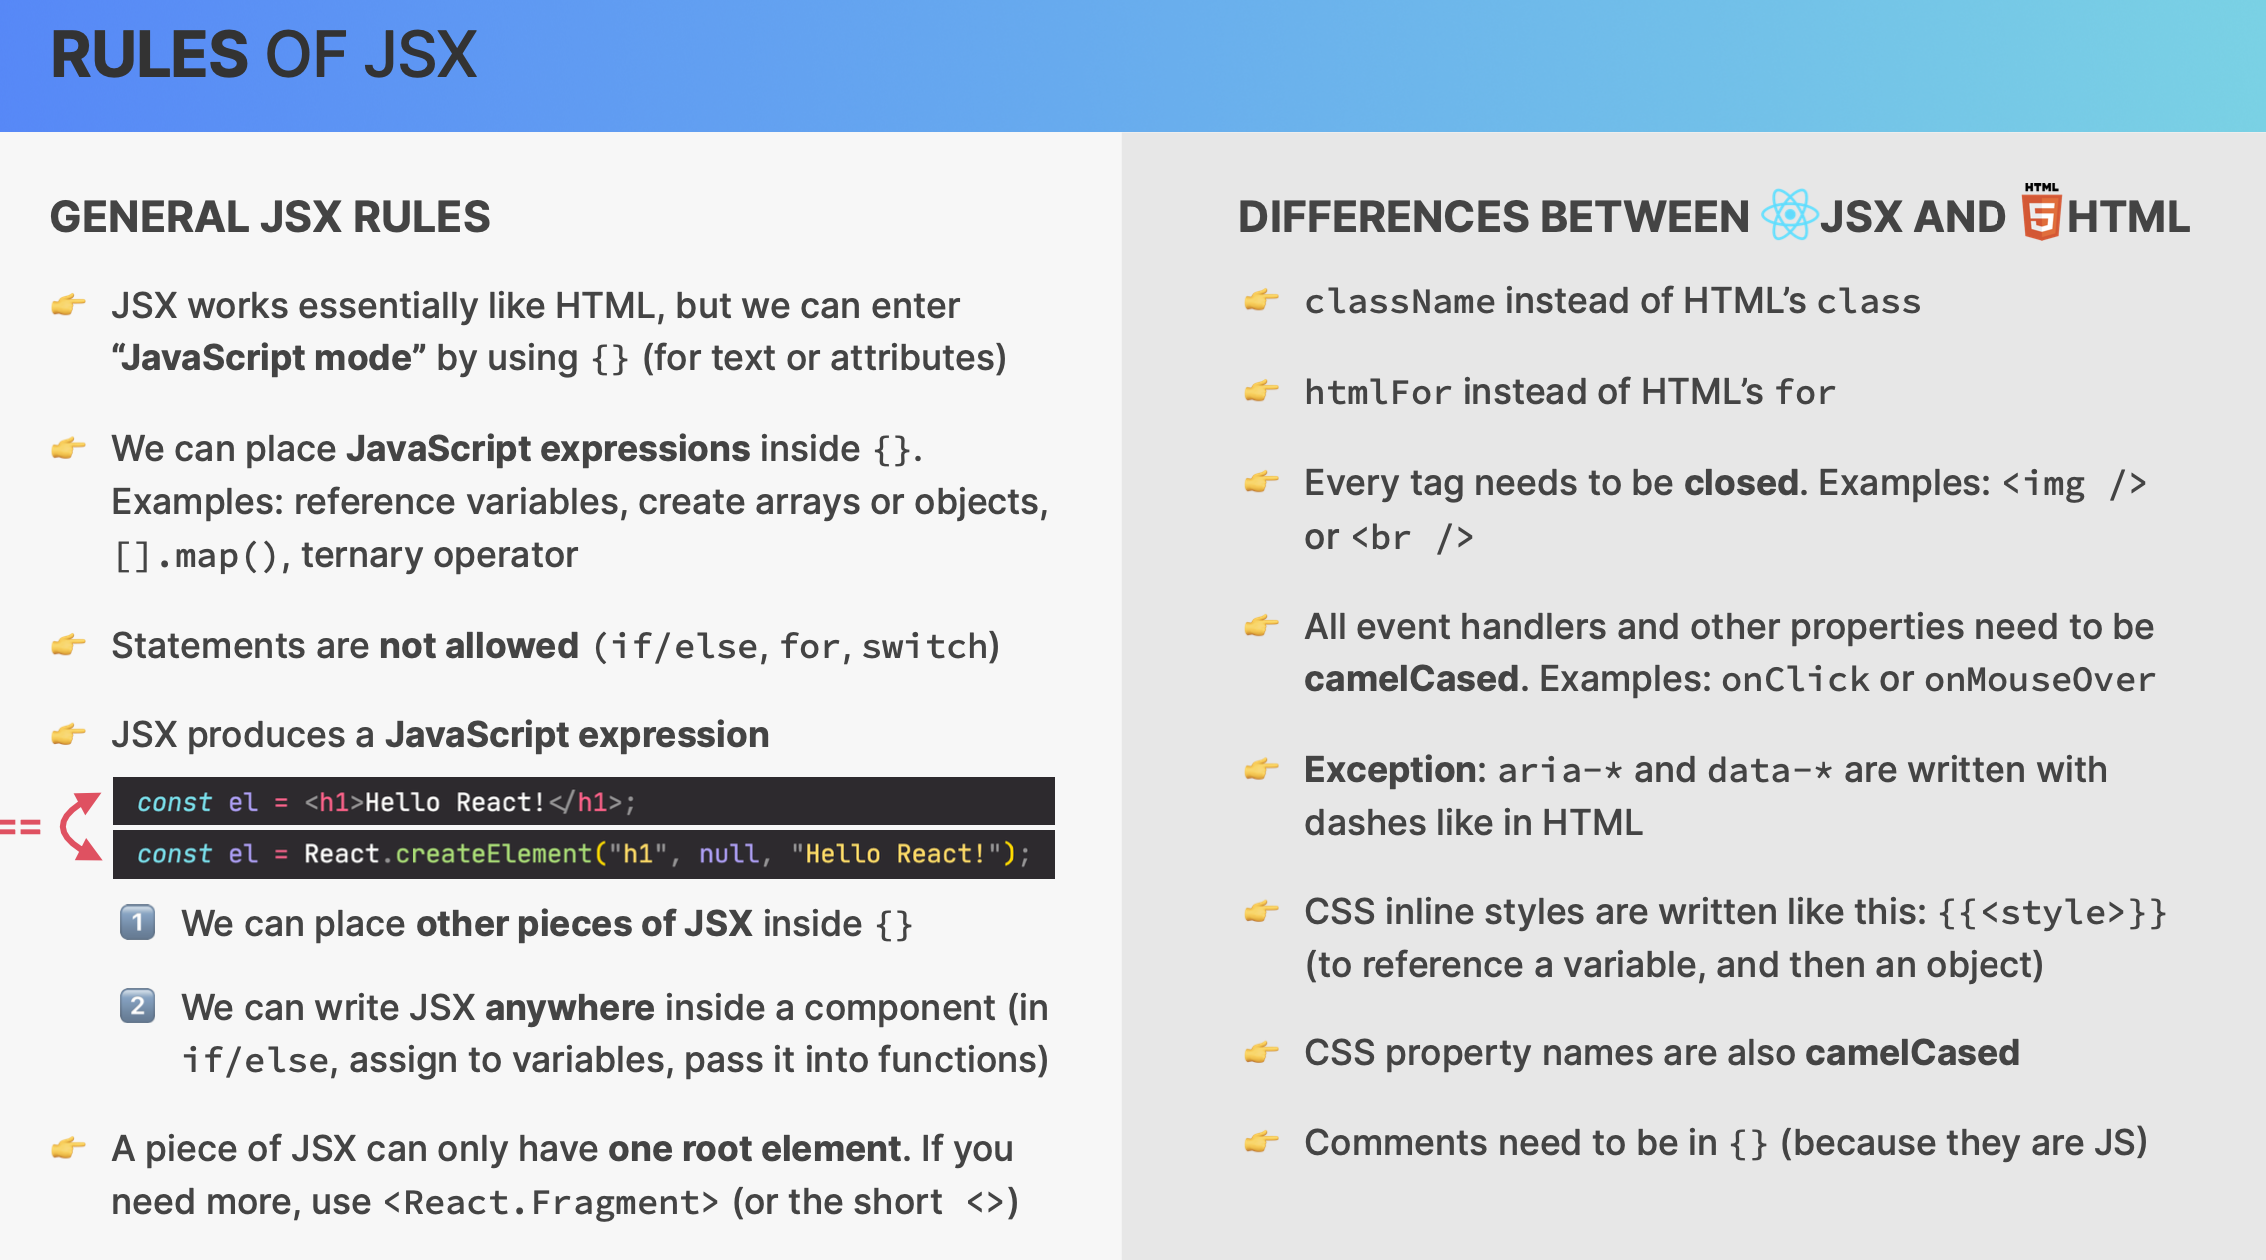 RULES OF JSX
GENERAL JSX RULES
👉 JSX works essentially like HTML, but we can enter
“JavaScript mode” by using {} (for text or attributes)
👉 We can place JavaScript expressions inside {}.
Examples: reference variables, create arrays or objects,
[].map(), ternary operator
👉 Statements are not allowed (if/else, for, switch)
👉 JSX produces a JavaScript expression
const el = <h1>Hello React!</h1>;
==
const el = React.createElement("h1", null, "Hello React!");
1 We can place other pieces of JSX inside {}
2 We can write JSX anywhere inside a component (in
if/else, assign to variables, pass it into functions)
👉 A piece of JSX can only have one root element. If you
need more, use <React.Fragment> (or the short <>)
DIFFERENCES BETWEEN JSX AND HTML 5 HTML
👉 className instead of HTML’s class
👉 htmlFor instead of HTML’s for
👉 Every tag needs to be closed. Examples: <img />
or <br />
👉 All event handlers and other properties need to be
camelCased. Examples: onClick or onMouseOver
👉 Exception: aria-* and data-* are written with
dashes like in HTML
👉 CSS inline styles are written like this: {{<style>}}
(to reference a variable, and then an object)
👉 CSS property names are also camelCased
👉 Comments need to be in {} (because they are JS)